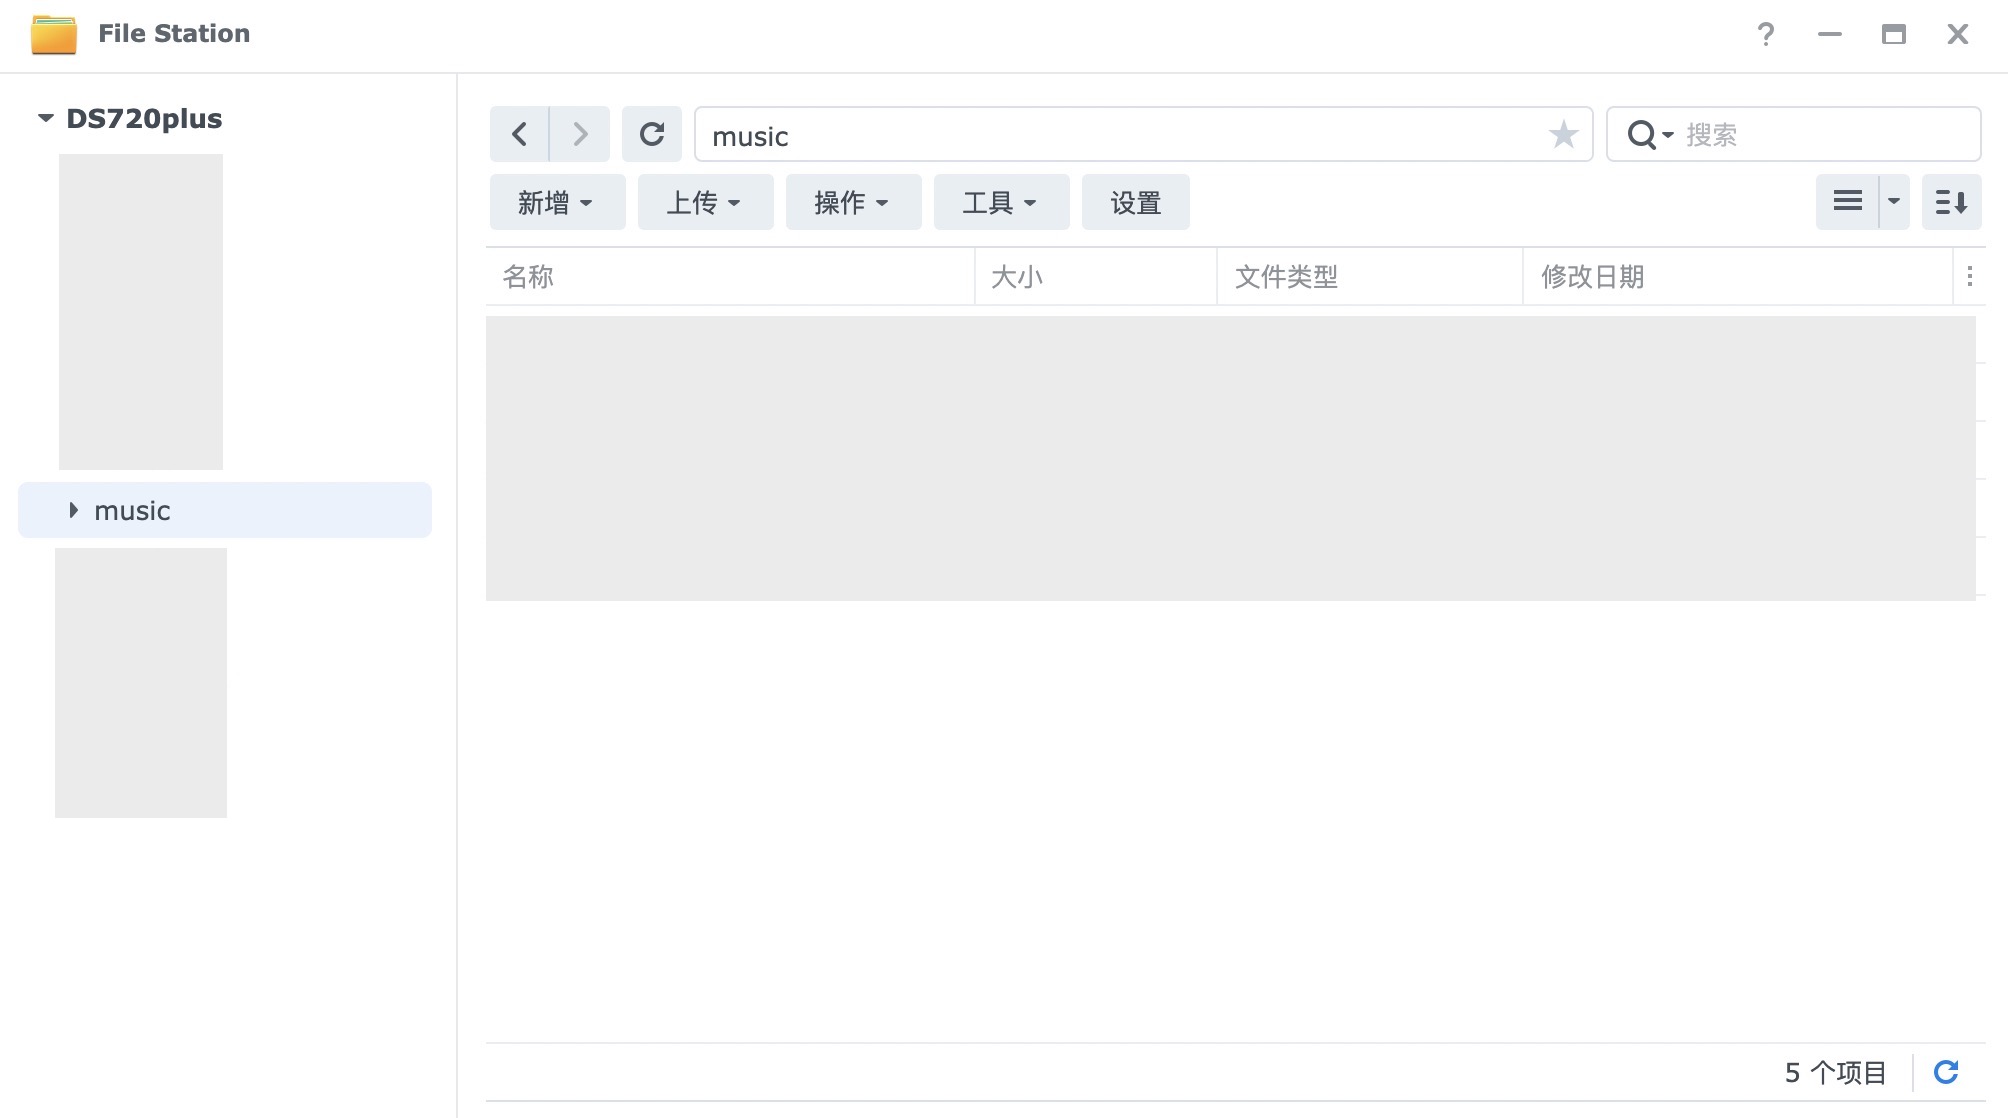 File Station
DS720plus
music
music
搜索
新增
上传
操作
工具
设置
名称
大小
文件类型
修改日期
5 个项目